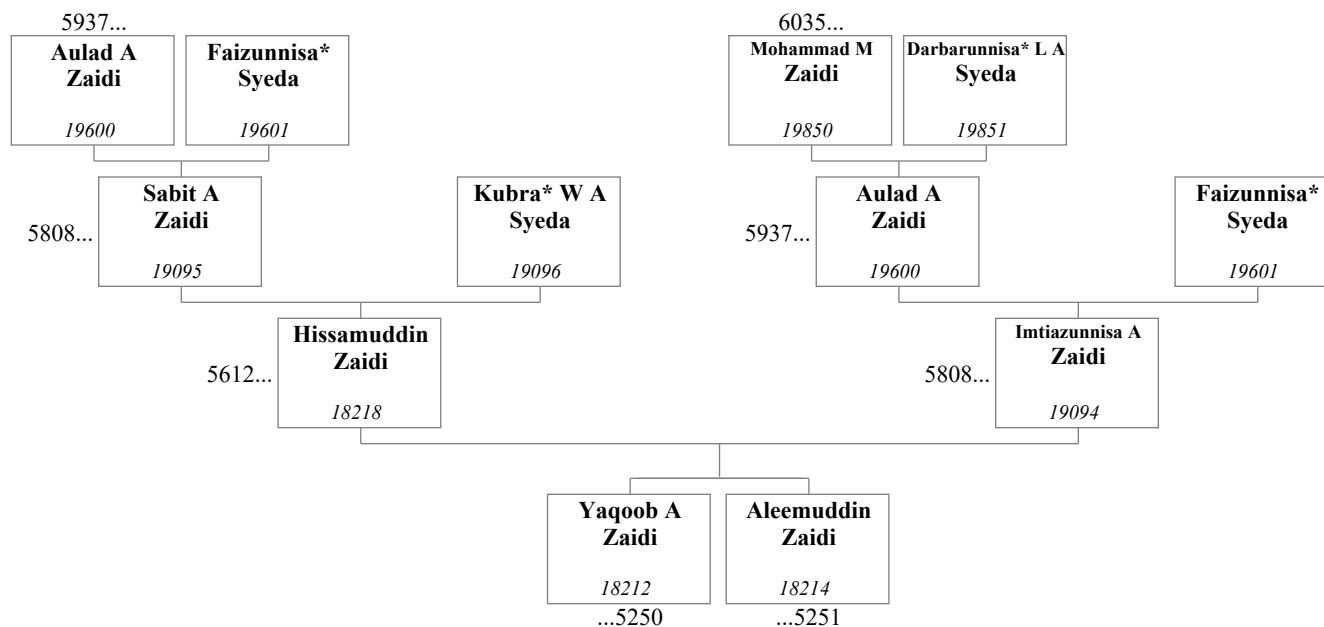 5937...
6035...
Aulad A
Zaidi
19600
Faizunnisa*
Syeda
19601
Mohammad M
Zaidi
19850
Darbarunnisa* L A
Syeda
19851
5808...
Sabit A
Zaidi
19095
Kubra* W A
Syeda
19096
5937...
Aulad A
Zaidi
19600
Faizunnisa*
Syeda
19601
5612...
Hissamuddin
Zaidi
18218
5808...
Imtiazunnisa A
Zaidi
19094
Yaqoob A
Zaidi
18212
...5250
Aleemuddin
Zaidi
18214
...5251